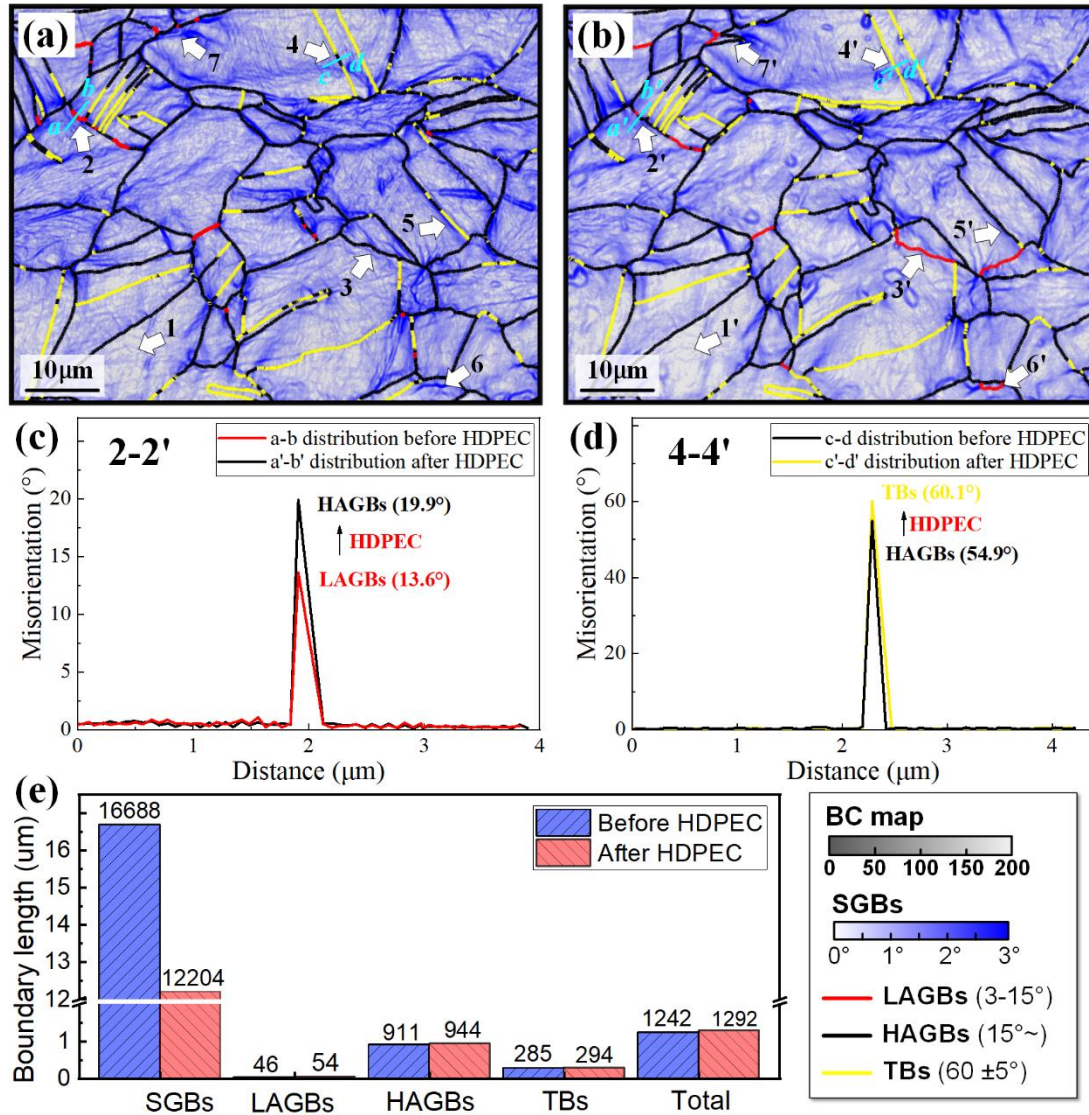 (a)
7
4
c d
a b
2
5
3
1
6
10μm
(b)
7'
4'
c' d'
a' b'
2'
5'
3'
1'
6'
10μm
(c)
2-2'
a-b distribution before HDPEC
a'-b' distribution after HDPEC
HAGBs (19.9°)
HDPEC
LAGBs (13.6°)
Misorientation (°)
20
15
10
5
0
0 1 2 3 4
Distance (μm)
(d)
4-4'
c-d distribution before HDPEC
c'-d' distribution after HDPEC
TBs (60.1°)
HDPEC
HAGBs (54.9°)
Misorientation (°)
60
40
20
0
0 1 2 3 4
Distance (μm)
(e)
Before HDPEC
After HDPEC
Boundary length (um)
16
14
12
1
0
16688 12204
46 54
911 944
285 294
1242 1292
SGBs LAGBs HAGBs TBs Total
BC map
0 50 100 150 200
SGBs
0° 1° 2° 3°
LAGBs (3-15°)
HAGBs (15°~)
TBs (60 ±5°)